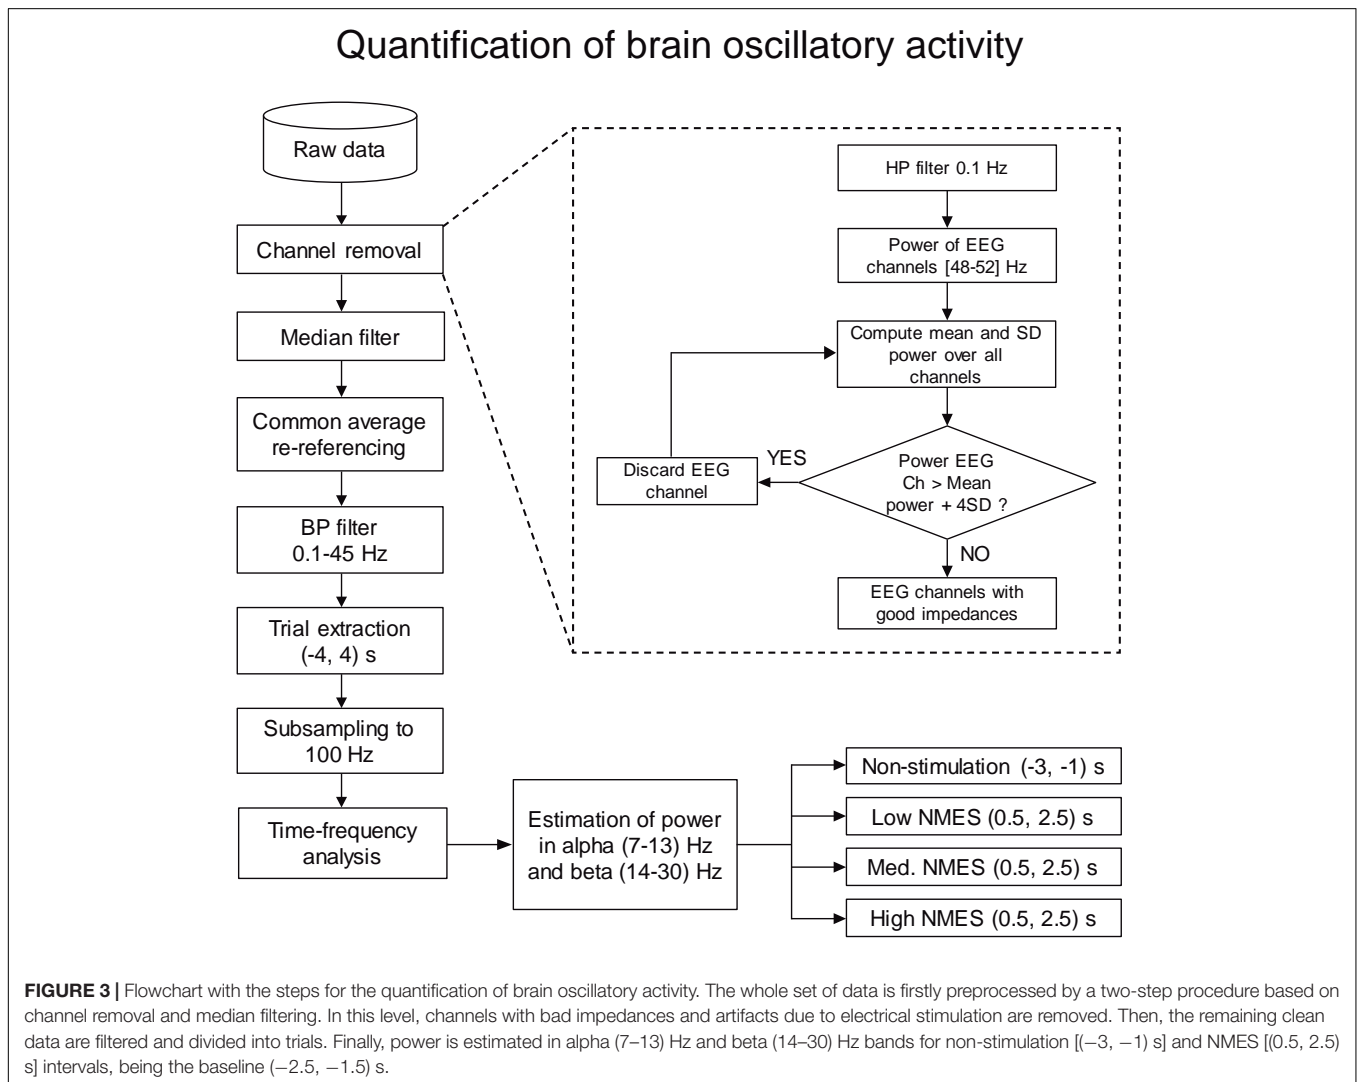 Quantification of brain oscillatory activity
Raw data
Channel removal
Median filter
Common average
re-referencing
BP filter
0.1-45 Hz
Trial extraction
(-4, 4) s
Subsampling to
100 Hz
Time-frequency
analysis
HP filter 0.1 Hz
Power of EEG
channels [48-52] Hz
Compute mean and SD
power over all
channels
Power EEG
Ch > Mean
power + 4SD ?
YES
Discard EEG
channel
NO
EEG channels with
good impedances
Estimation of power
in alpha (7-13) Hz
and beta (14-30) Hz
Non-stimulation (-3, -1) s
Low NMES (0.5, 2.5) s
Med. NMES (0.5, 2.5) s
High NMES (0.5, 2.5) s
FIGURE 3 | Flowchart with the steps for the quantification of brain oscillatory activity. The whole set of data is firstly preprocessed by a two-step procedure based on
channel removal and median filtering. In this level, channels with bad impedances and artifacts due to electrical stimulation are removed. Then, the remaining clean
data are filtered and divided into trials. Finally, power is estimated in alpha (7–13) Hz and beta (14–30) Hz bands for non-stimulation [(−3, −1) s] and NMES [(0.5, 2.5)
s] intervals, being the baseline (−2.5, −1.5) s.